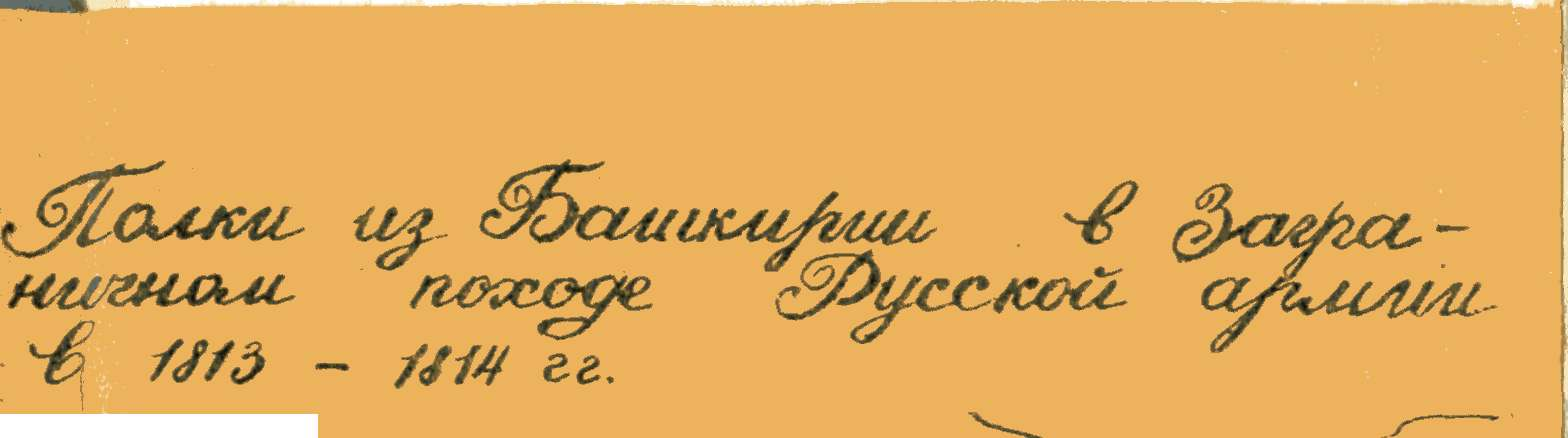 Полки из Башкирии в Загра-
ничном походе Русской армии
в 1813 - 1814 гг.